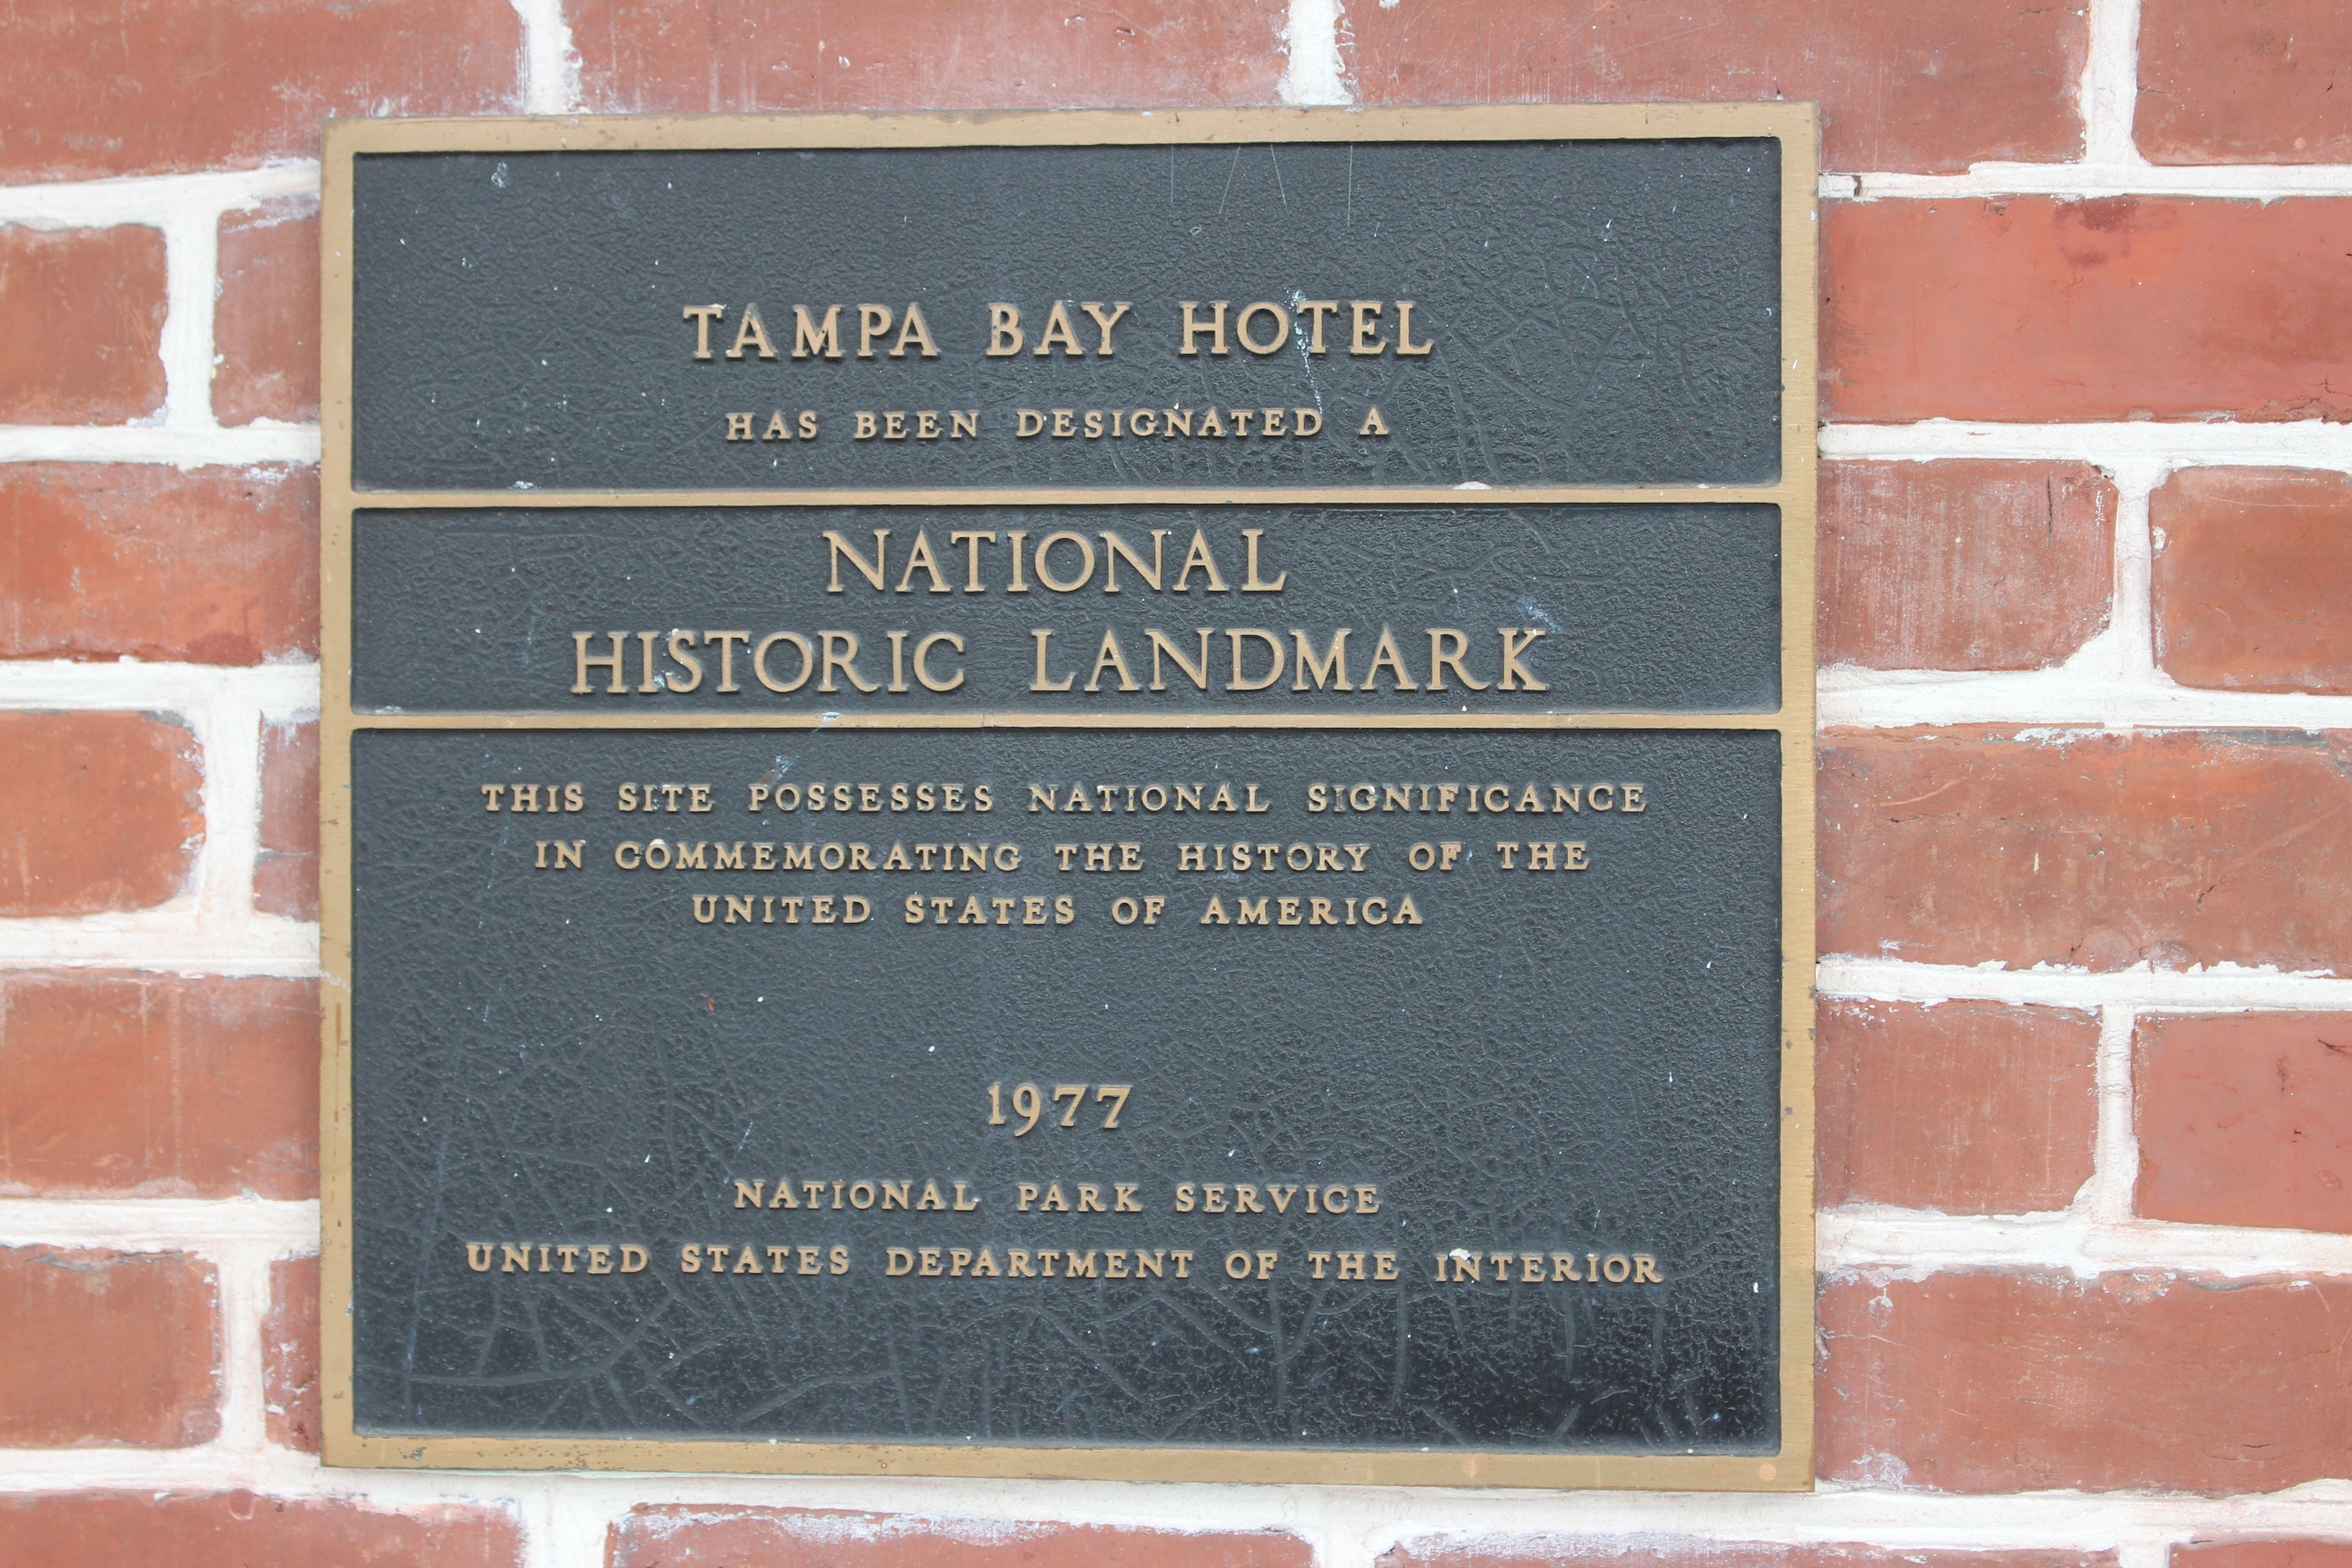 TAMPA BAY HOTEL
HAS BEEN DESIGNATED A
NATIONAL
HISTORIC LANDMARK
THIS SITE POSSESSES NATIONAL SIGNIFICANCE
IN COMMEMORATING THE HISTORY OF THE
UNITED STATES OF AMERICA
1977
NATIONAL PARK SERVICE
UNITED STATES DEPARTMENT OF THE INTERIOR